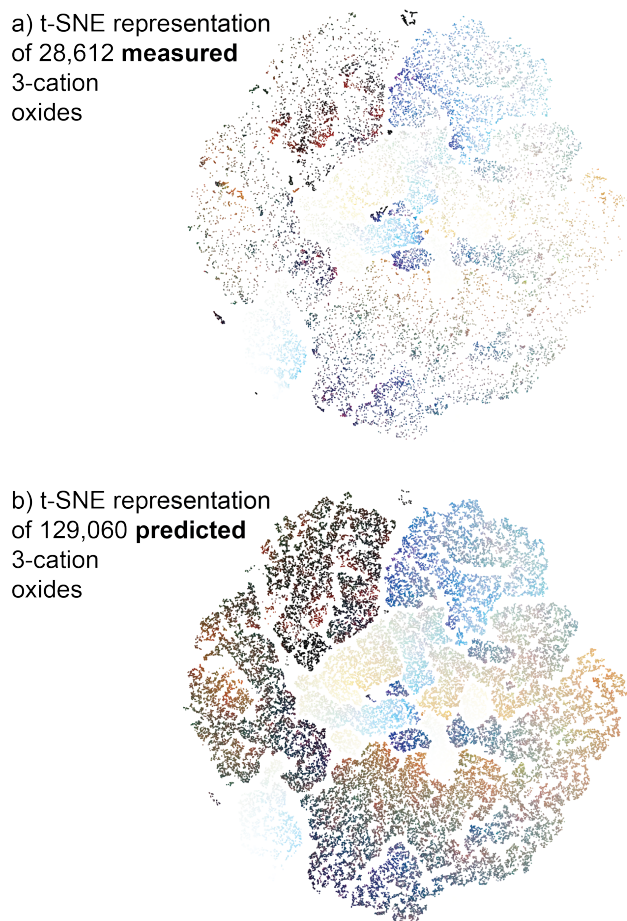 a) t-SNE representation
of 28,612 measured
3-cation
oxides
b) t-SNE representation
of 129,060 predicted
3-cation
oxides